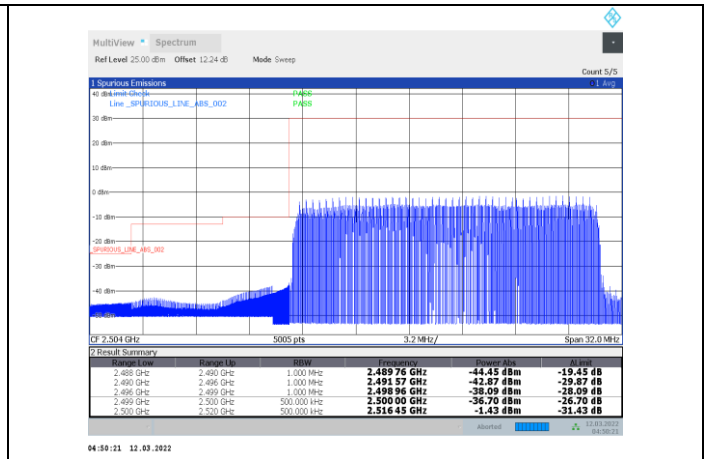 MultiView Spectrum
Ref Level 25.00 dBm Offset 12.24 dB Mode Sweep
Count 5/5
1 Spurious Emissions 1 Avg
Limit Check PASS
Line _SPURIOUS_LINE_ABS_002 PASS
40 dBm
30 dBm
20 dBm
10 dBm
0 dBm
-10 dBm
-20 dBm
_SPURIOUS_LINE_ABS_002
-30 dBm
-40 dBm
CF 2.504 GHz 5005 pts 3.2 MHz/ Span 32.0 MHz
2 Result Summary
Range Low Range Up RBW Frequency Power Abs ΔLimit
2.488 GHz 2.490 GHz 1.000 MHz 2.489 76 GHz -44.45 dBm -19.45 dB
2.490 GHz 2.496 GHz 1.000 MHz 2.491 57 GHz -42.87 dBm -29.87 dB
2.496 GHz 2.499 GHz 1.000 MHz 2.498 96 GHz -38.09 dBm -28.09 dB
2.499 GHz 2.500 GHz 500.000 kHz 2.500 00 GHz -36.70 dBm -26.70 dB
2.500 GHz 2.520 GHz 500.000 kHz 2.516 45 GHz -1.43 dBm -31.43 dB
Aborted 12.03.2022
04:50:21
04:50:21 12.03.2022